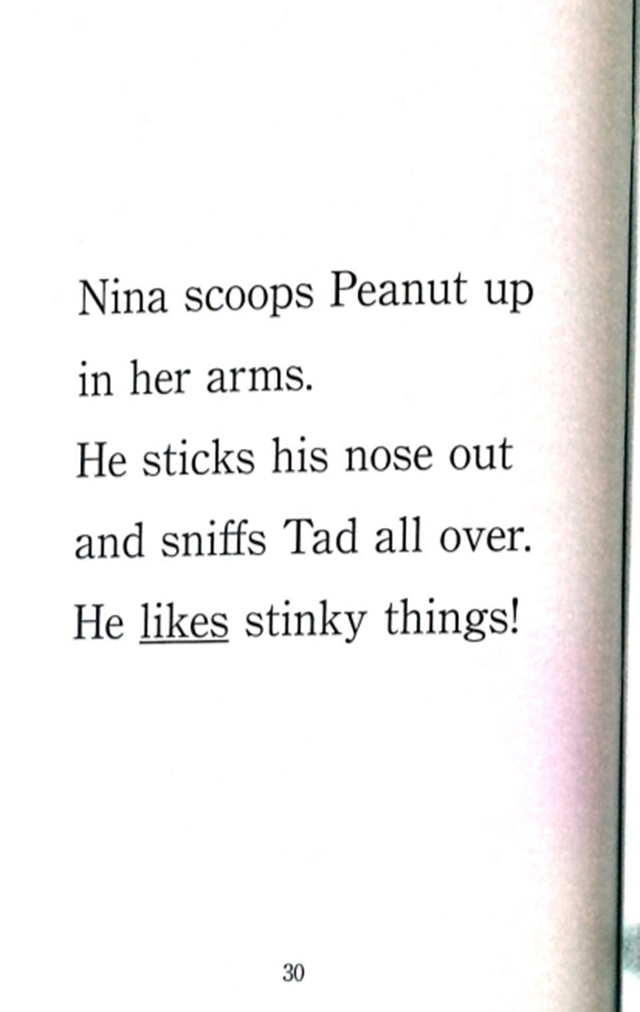 Nina scoops Peanut up
in her arms.
He sticks his nose out
and sniffs Tad all over.
He likes stinky things!
30